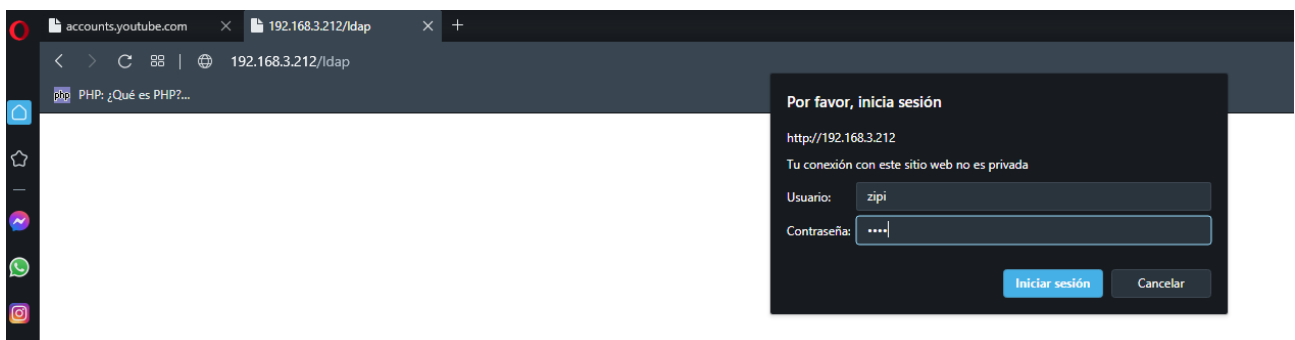 accounts.youtube.com
192.168.3.212/ldap
192.168.3.212/ldap
php PHP: ¿Qué es PHP?...
Por favor, inicia sesión
http://192.168.3.212
Tu conexión con este sitio web no es privada
Usuario: zipi
Contraseña: ••••
Iniciar sesión Cancelar